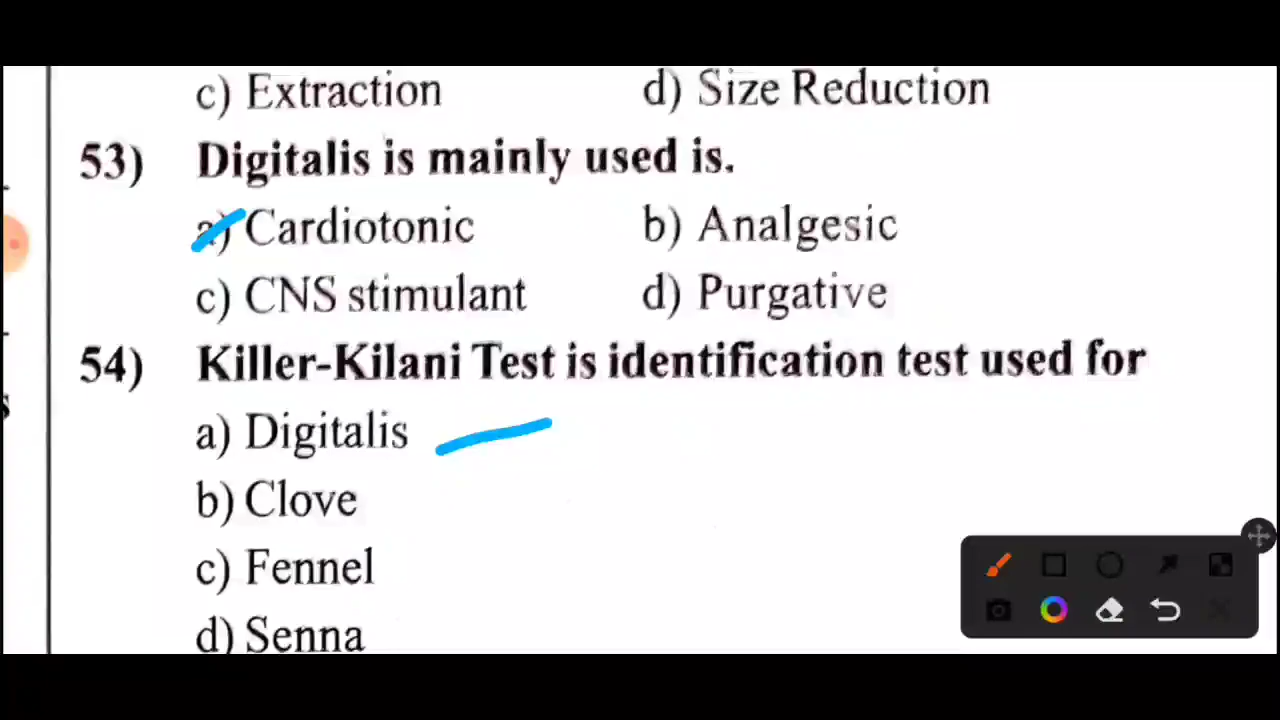 c) Extraction d) Size Reduction
53) Digitalis is mainly used is.
a) Cardiotonic b) Analgesic
c) CNS stimulant d) Purgative
54) Killer-Kilani Test is identification test used for
a) Digitalis
b) Clove
c) Fennel
d) Senna